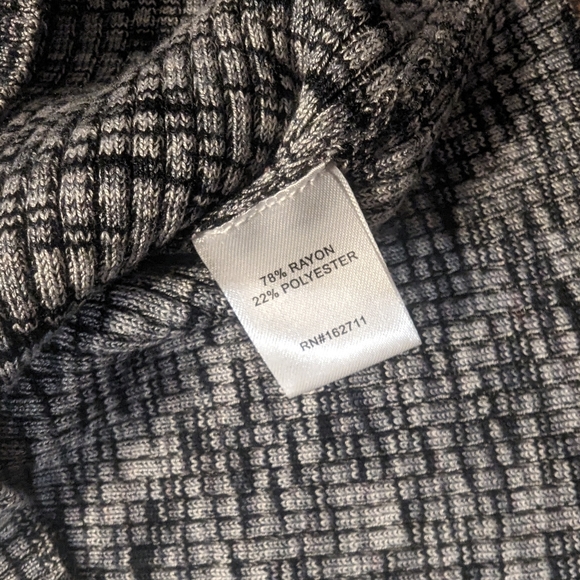 78% RAYON
22% POLYESTER
RN#162711